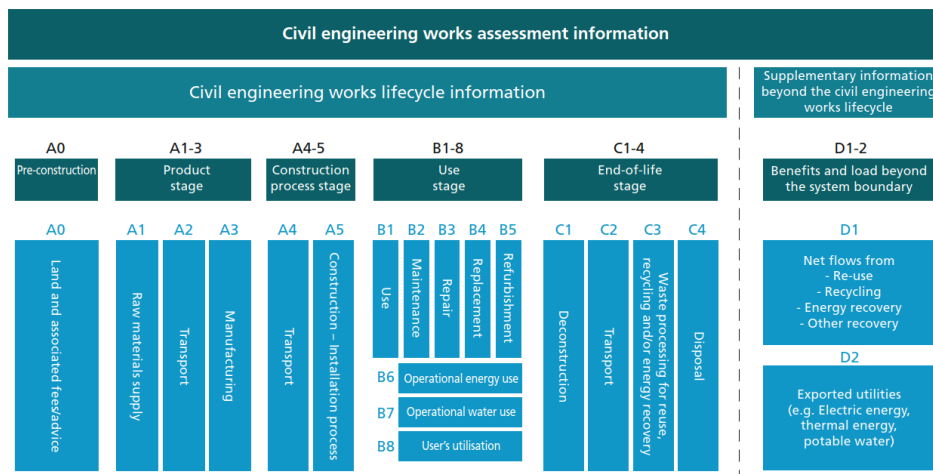 Civil engineering works assessment information
Civil engineering works lifecycle information
Supplementary information
beyond the civil engineering
works lifecycle
A0
A1-3
A4-5
B1-8
C1-4
D1-2
Pre-construction
Product
stage
Construction
process stage
Use
stage
End-of-life
stage
Benefits and load beyond
the system boundary
A0
A1
A2
A3
A4
A5
B1
B2
B3
B4
B5
C1
C2
C3
C4
D1
Land and associated fees/advice
Raw materials supply
Transport
Manufacturing
Transport
Construction – Installation process
Use
Maintenance
Repair
Replacement
Refurbishment
B6
Operational energy use
B7
Operational water use
B8
User's utilisation
Deconstruction
Transport
Waste processing for reuse,
recycling and/or energy recovery
Disposal
Net flows from
- Re-use
- Recycling
- Energy recovery
- Other recovery
D2
Exported utilities
(e.g. Electric energy,
thermal energy,
potable water)